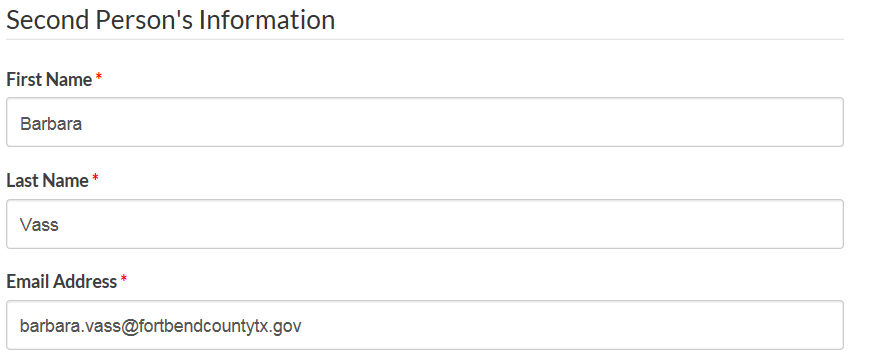 Second Person's Information
First Name *
Barbara
Last Name *
Vass
Email Address *
barbara.vass@fortbendcountytx.gov